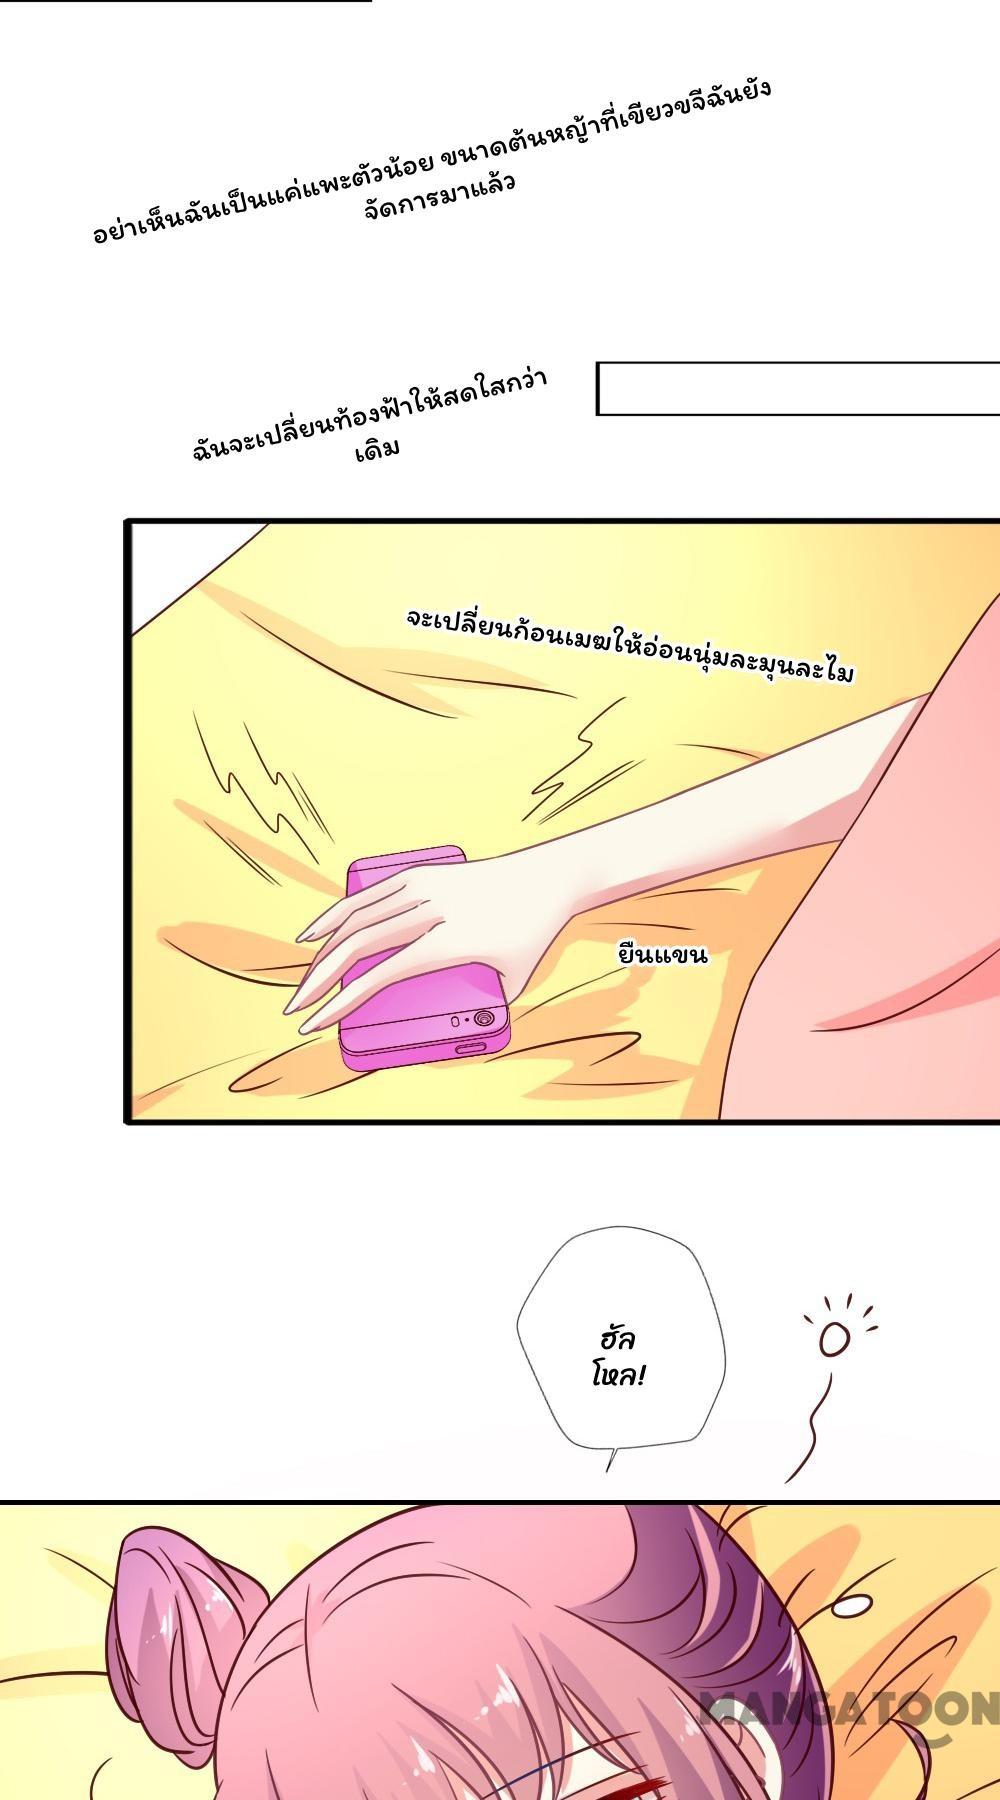 อย่าเห็นฉันเป็นแค่แพะตัวน้อย ขนาดต้นหญ้าที่เขียวขจีฉันยัง
จัดการมาแล้ว
ฉันจะเปลี่ยนท้องฟ้าให้สดใสกว่า
เดิม
จะเปลี่ยนก้อนเมฆให้อ่อนนุ่มละมุนละไม
ยืนแขน
ฮัล
โหล!
MANGATOON